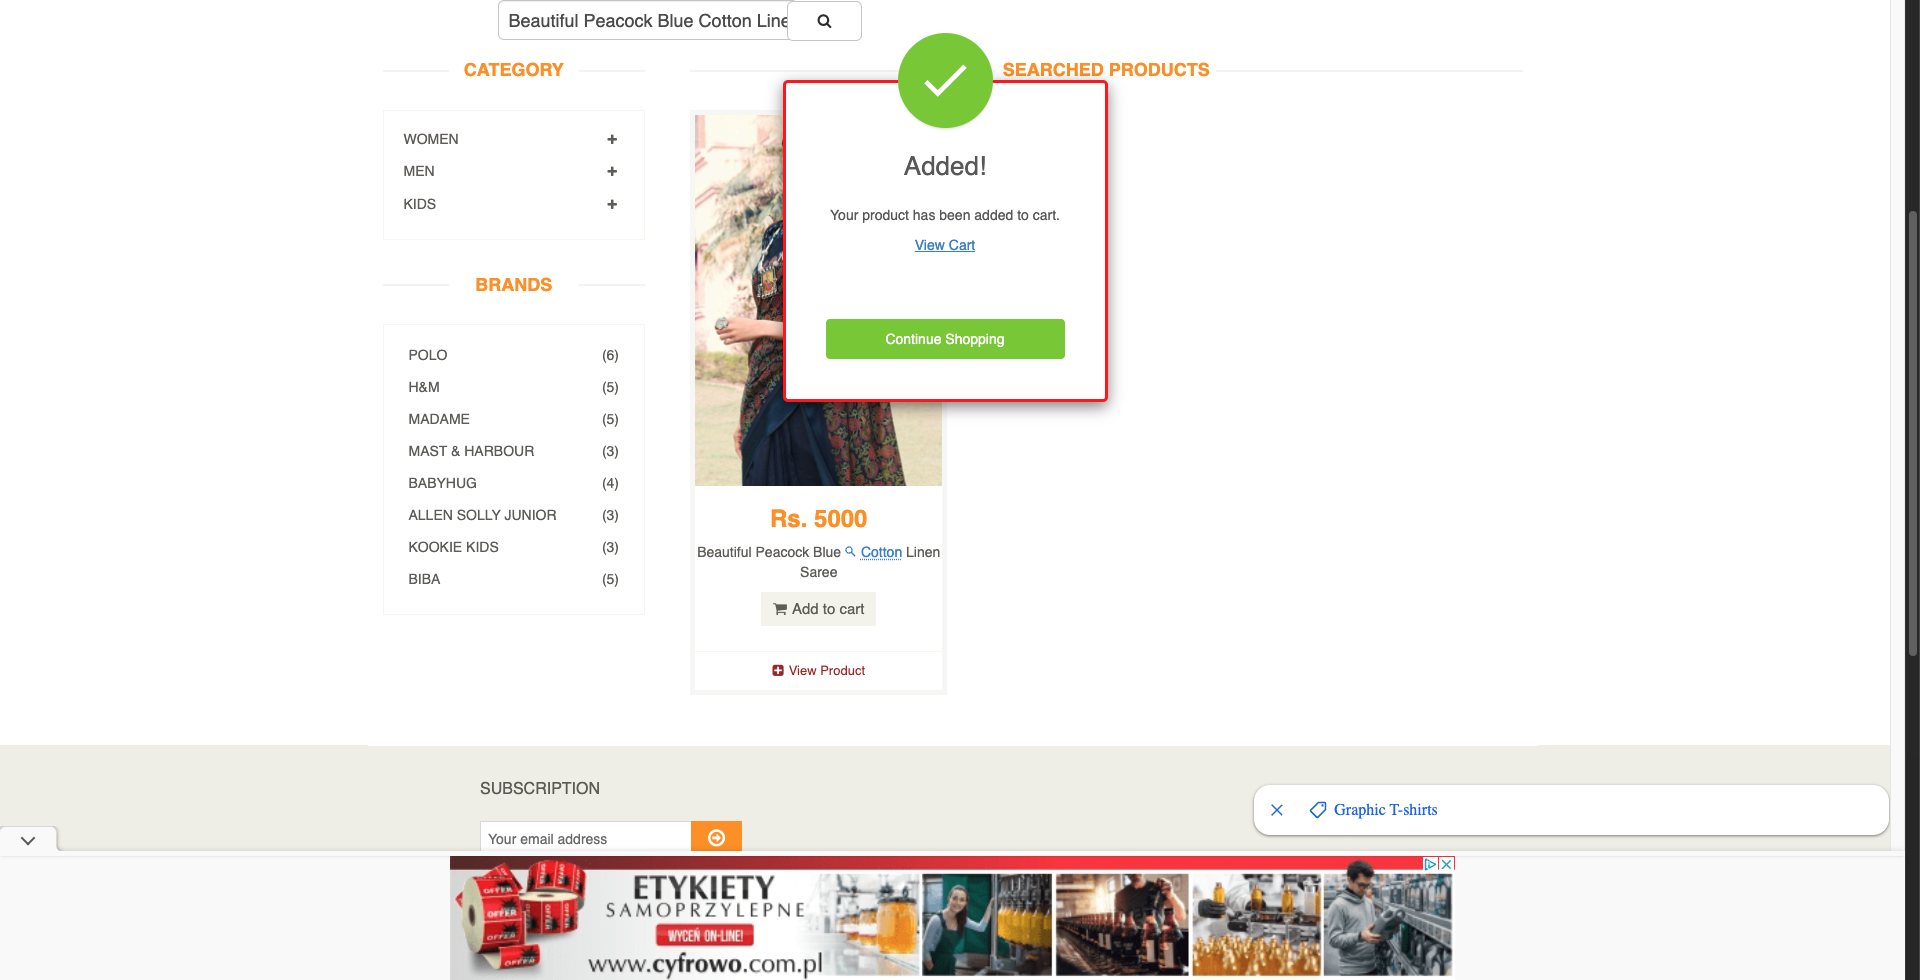 Beautiful Peacock Blue Cotton Line
CATEGORY
WOMEN
MEN
KIDS
BRANDS
POLO (6)
H&M (5)
MADAME (5)
MAST & HARBOUR (3)
BABYHUG (4)
ALLEN SOLLY JUNIOR (3)
KOOKIE KIDS (3)
BIBA (5)
SEARCHED PRODUCTS
Added!
Your product has been added to cart.
View Cart
Continue Shopping
Rs. 5000
Beautiful Peacock Blue Cotton Linen
Saree
Add to cart
View Product
SUBSCRIPTION
Your email address
Graphic T-shirts
OFFER
OFFER
OFFER
OFFER
ETYKIETY
SAMOPRZYLEPNE
WYCEŃ ON-LINE!
www.cyfrowo.com.pl